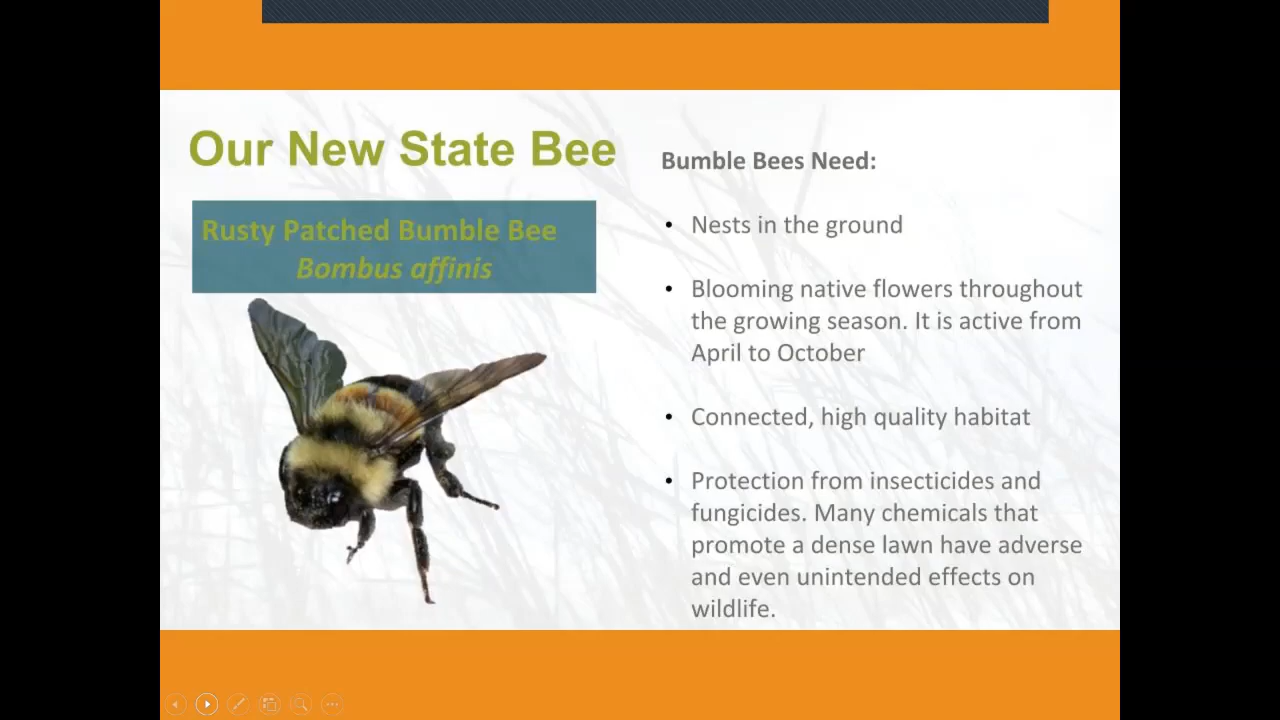 Our New State Bee
Rusty Patched Bumble Bee
Bombus affinis
Bumble Bees Need:
• Nests in the ground
• Blooming native flowers throughout
the growing season. It is active from
April to October
• Connected, high quality habitat
• Protection from insecticides and
fungicides. Many chemicals that
promote a dense lawn have adverse
and even unintended effects on
wildlife.